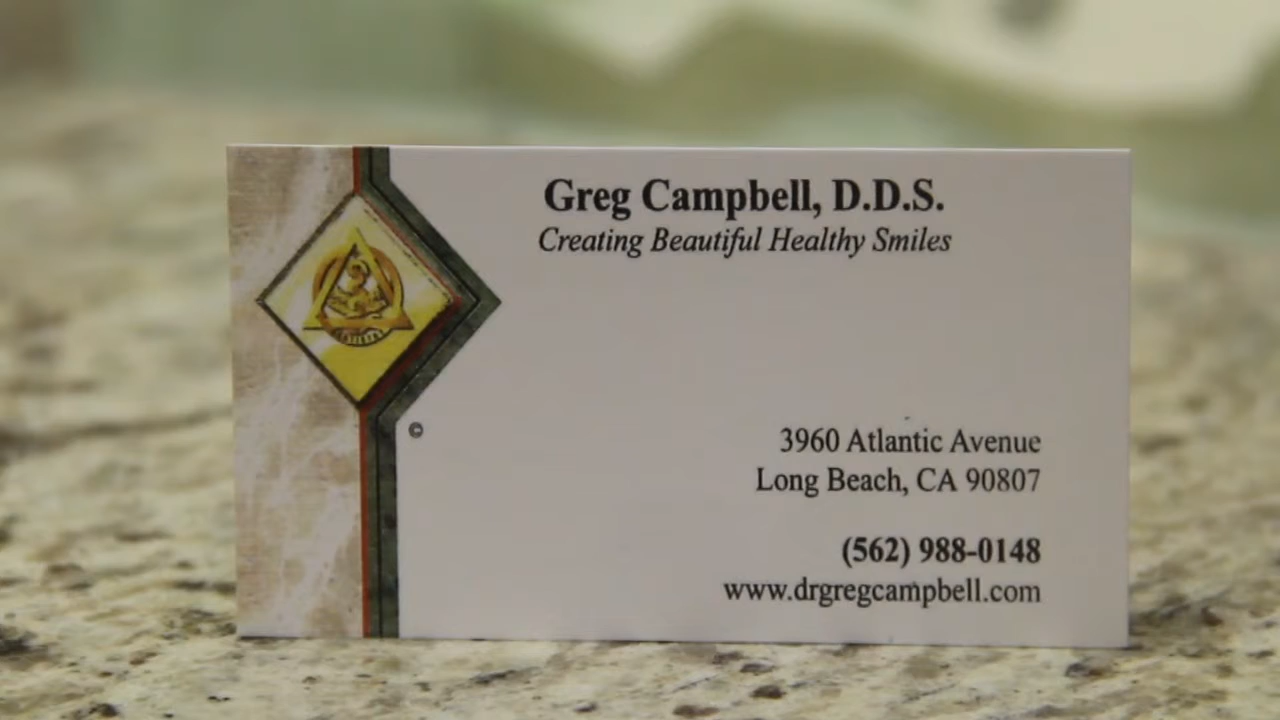 Greg Campbell, D.D.S.
Creating Beautiful Healthy Smiles
©
3960 Atlantic Avenue
Long Beach, CA 90807
(562) 988-0148
www.drgregcampbell.com